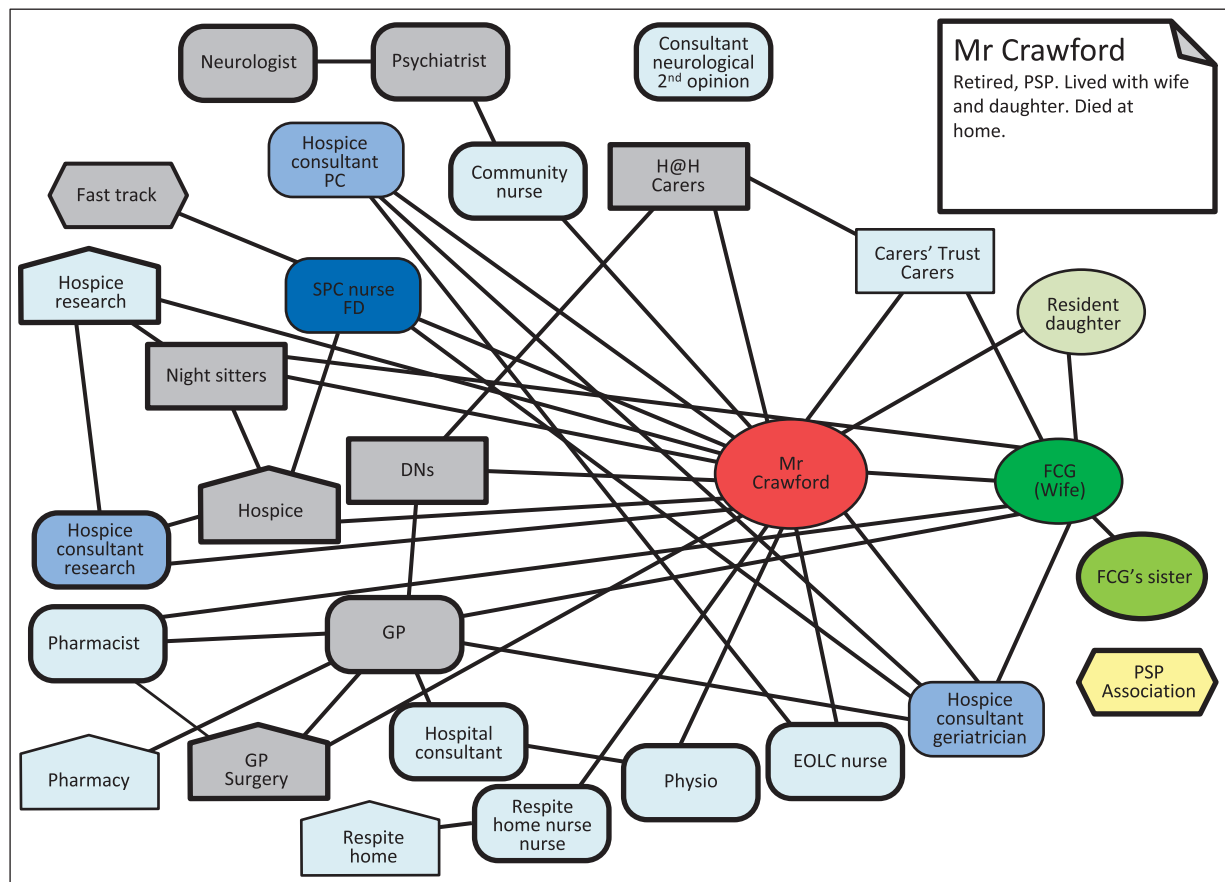 Neurologist
Psychiatrist
Consultant
neurological
2nd opinion
Mr Crawford
Retired, PSP. Lived with wife
and daughter. Died at
home.
Hospice
consultant
PC
Community
nurse
H@H
Carers
Fast track
Carers’ Trust
Carers
Hospice
research
SPC nurse
FD
Resident
daughter
Night sitters
DNs
Mr
Crawford
FCG
(Wife)
Hospice
Hospice
consultant
research
FCG’s sister
Pharmacist
GP
PSP
Association
Hospice
consultant
geriatrician
Hospital
consultant
EOLC nurse
Pharmacy
GP
Surgery
Physio
Respite
home
Respite
home nurse
nurse